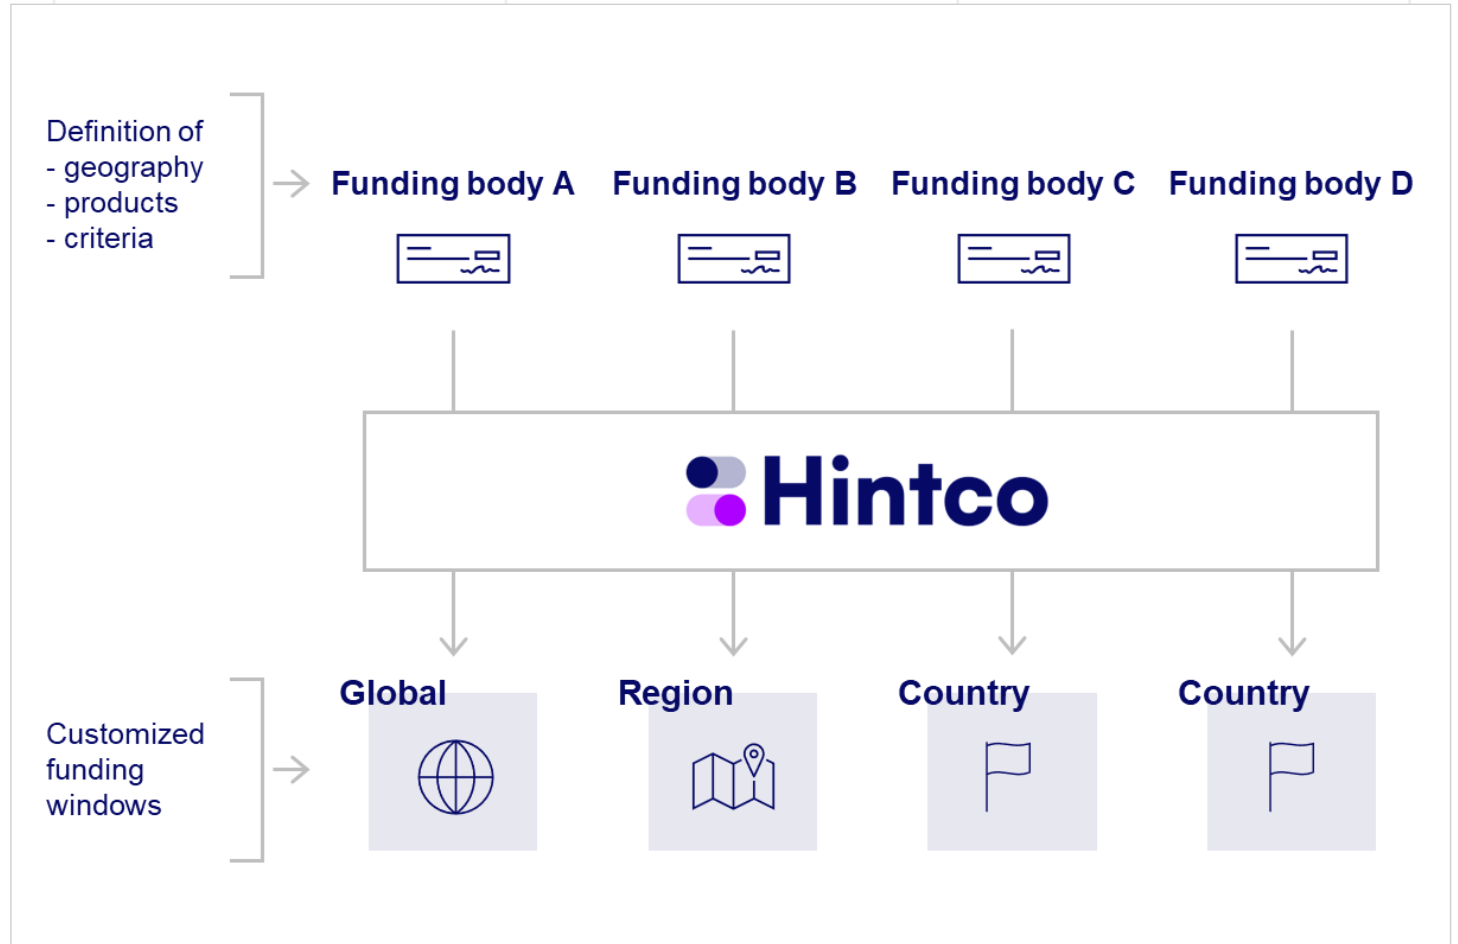 Definition of
- geography
- products
- criteria
Funding body A
Funding body B
Funding body C
Funding body D
Hintco
Global
Region
Country
Country
Customized
funding
windows